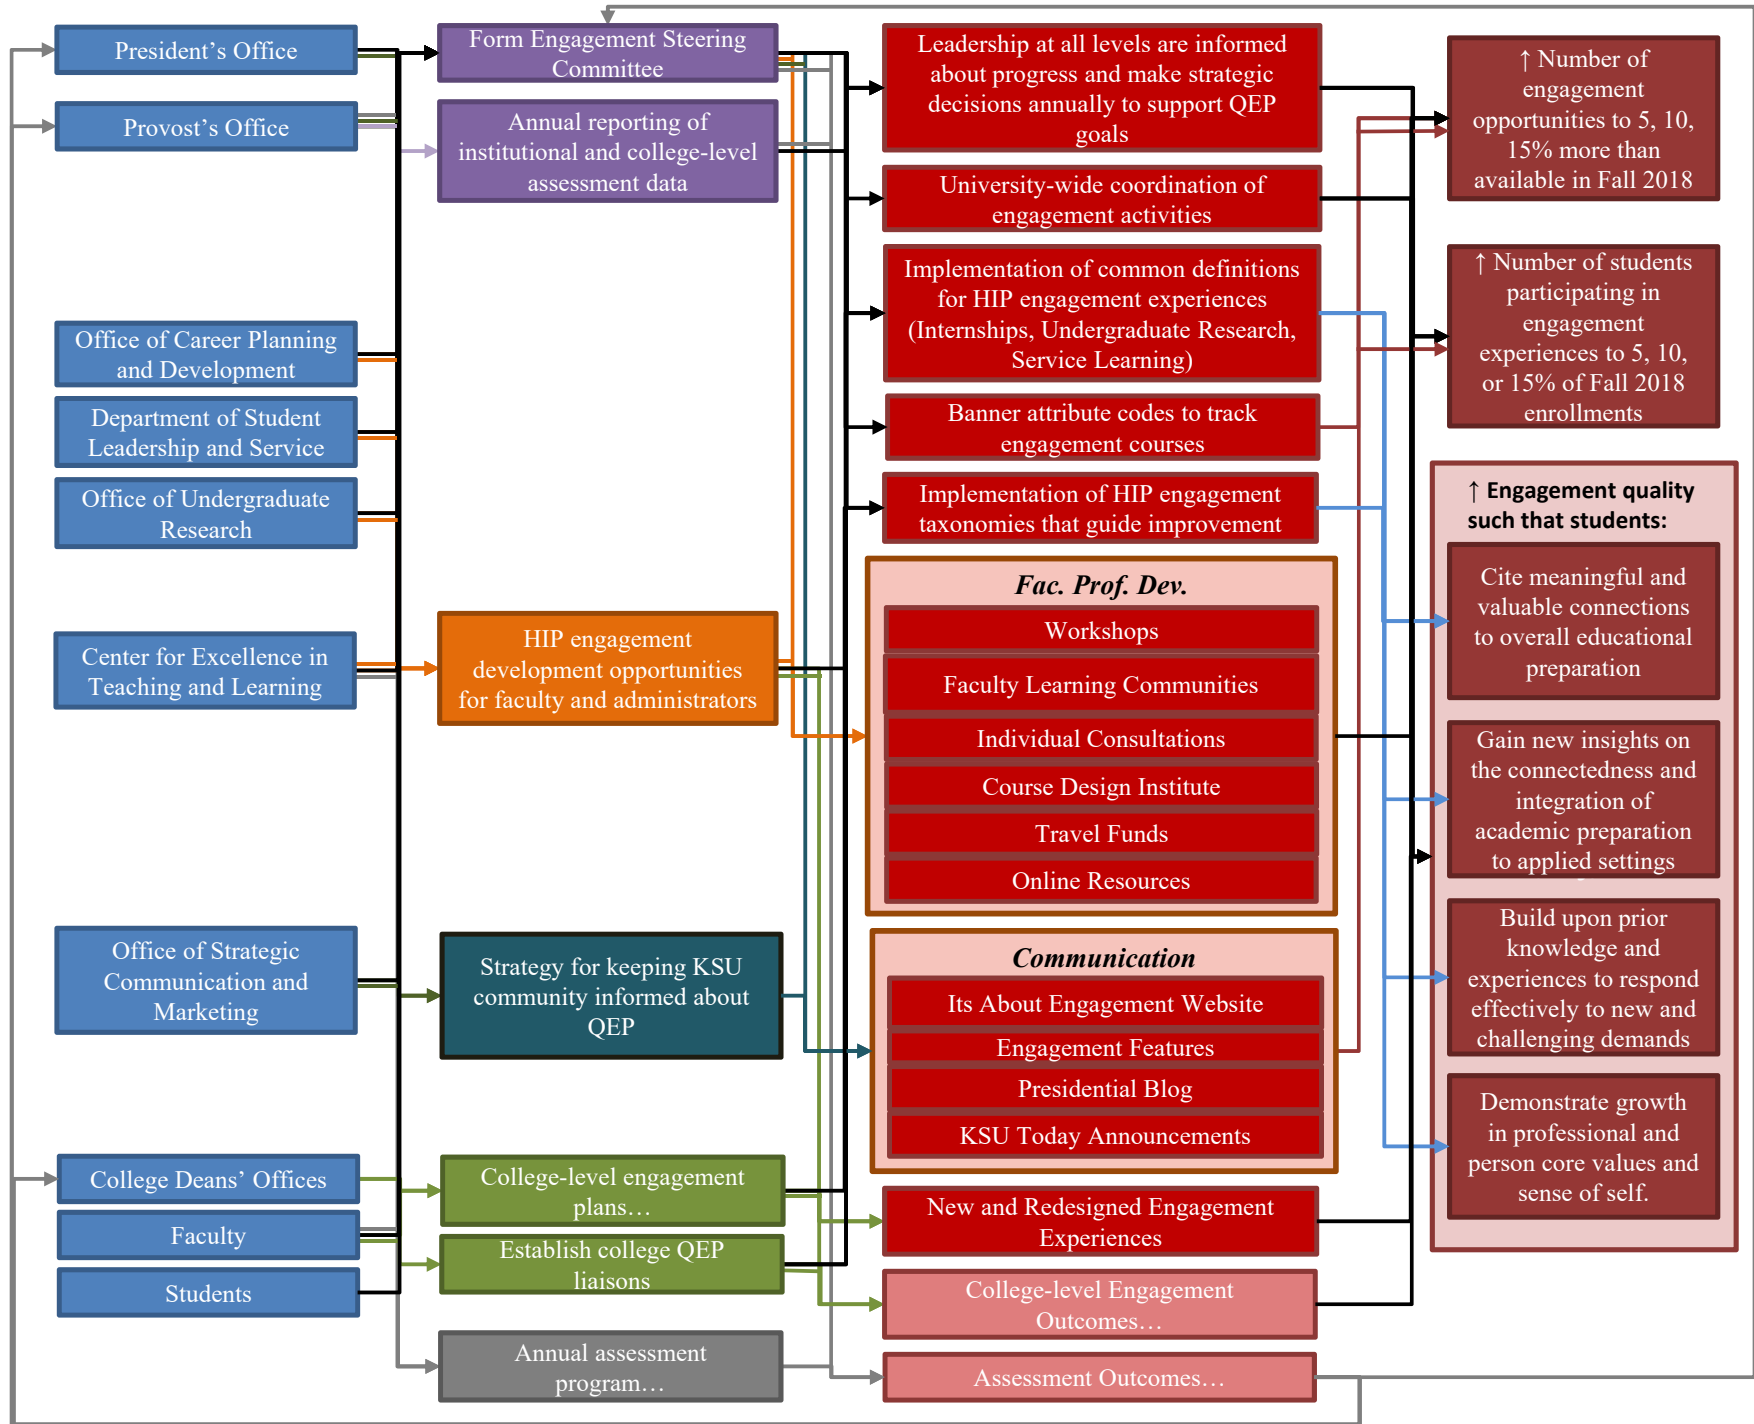 President’s Office
Provost’s Office
Office of Career Planning
and Development
Department of Student
Leadership and Service
Office of Undergraduate
Research
Center for Excellence in
Teaching and Learning
Office of Strategic
Communication and
Marketing
College Deans’ Offices
Faculty
Students
Form Engagement Steering
Committee
Annual reporting of
institutional and college-level
assessment data
HIP engagement
development opportunities
for faculty and administrators
Strategy for keeping KSU
community informed about
QEP
College-level engagement
plans…
Establish college QEP
liaisons
Annual assessment
program…
Leadership at all levels are informed
about progress and make strategic
decisions annually to support QEP
goals
University-wide coordination of
engagement activities
Implementation of common definitions
for HIP engagement experiences
(Internships, Undergraduate Research,
Service Learning)
Banner attribute codes to track
engagement courses
Implementation of HIP engagement
taxonomies that guide improvement
Fac. Prof. Dev.
Workshops
Faculty Learning Communities
Individual Consultations
Course Design Institute
Travel Funds
Online Resources
Communication
Its About Engagement Website
Engagement Features
Presidential Blog
KSU Today Announcements
New and Redesigned Engagement
Experiences
College-level Engagement
Outcomes…
Assessment Outcomes…
↑ Number of
engagement
opportunities to 5, 10,
15% more than
available in Fall 2018
↑ Number of students
participating in
engagement
experiences to 5, 10,
or 15% of Fall 2018
enrollments
↑ Engagement quality
such that students:
Cite meaningful and
valuable connections
to overall educational
preparation
Gain new insights on
the connectedness and
integration of
academic preparation
to applied settings
Build upon prior
knowledge and
experiences to respond
effectively to new and
challenging demands
Demonstrate growth
in professional and
person core values and
sense of self.